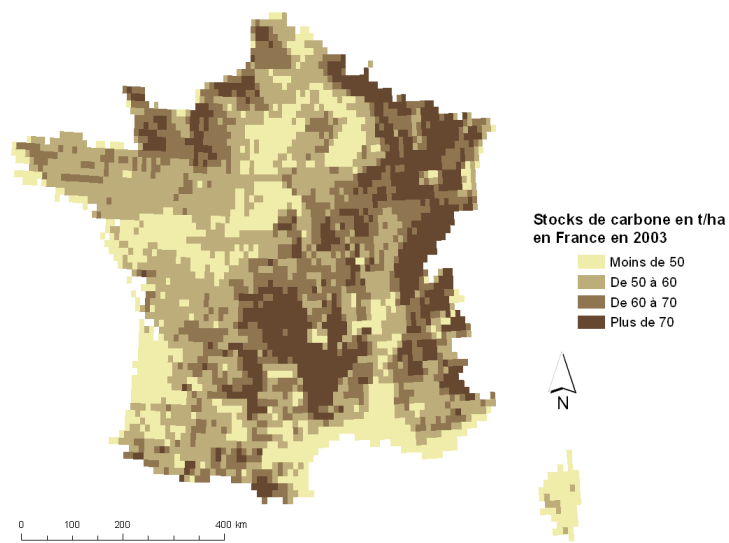 Stocks de carbone en t/ha
en France en 2003
Moins de 50
De 50 à 60
De 60 à 70
Plus de 70
N
0 100 200 400 km